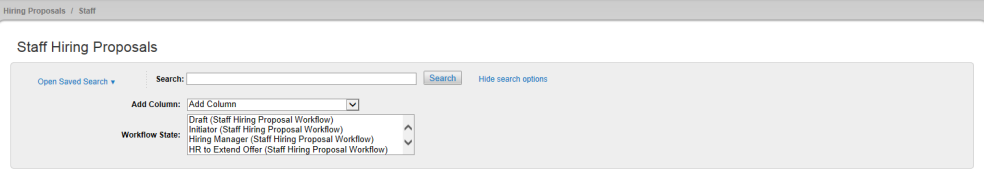 Hiring Proposals / Staff
Staff Hiring Proposals
Open Saved Search ▾ Search: Search Hide search options
Add Column: Add Column
Workflow State: Draft (Staff Hiring Proposal Workflow)
Initiator (Staff Hiring Proposal Workflow)
Hiring Manager (Staff Hiring Proposal Workflow)
HR to Extend Offer (Staff Hiring Proposal Workflow)